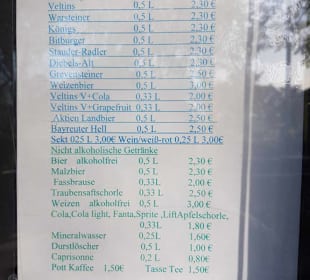 Veltins 0,5 L 2,30 €
Warsteiner 0,5 L 2,30 €
Königs 0,5 L 2,30 €
Bitburger 0,5 L 2,30 €
Stauder-Radler 0,5 L 2,30 €
Diebels-Alt 0,5 L 2,30 €
Grevensteiner 0,5 L 2,50 €
Weizenbier 0,5 L 3,00 €
Veltins V+Cola 0,33 L 2,00 €
Veltins V+Grapefruit 0,33 L 2,00 €
Aktien Landbier 0,5 L 2,50 €
Bayreuter Hell 0,5 L 2,50 €
Sekt 025 L 3,00€ Wein/weiß-rot 0,25 L 3,00€
Nicht alkoholische Getränke
Bier alkoholfrei 0,5 L 2,30 €
Malzbier 0,5 L 2,30 €
Fassbrause 0,33L 2,00 €
Traubensaftschorle 0,5 L 2,50 €
Weizen alkoholfrei 0,5 L 3,00 €
Cola,Cola light, Fanta,Sprite ,LiftApfelschorle,
0,33L 1,80 €
Mineralwasser 0,25L 1,60€
Durstlöscher 0,5 L 1,00€
Caprisonne 0,2 L 0,80€
Pott Kaffee 1,50€ Tasse Tee 1,50€